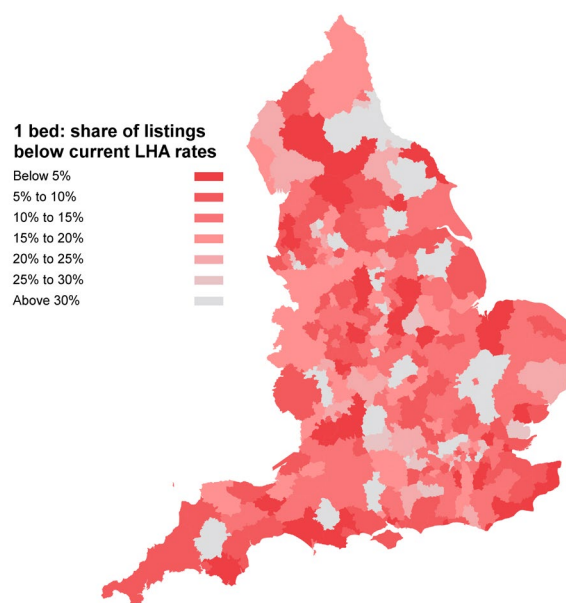 1 bed: share of listings
below current LHA rates
Below 5%
5% to 10%
10% to 15%
15% to 20%
20% to 25%
25% to 30%
Above 30%